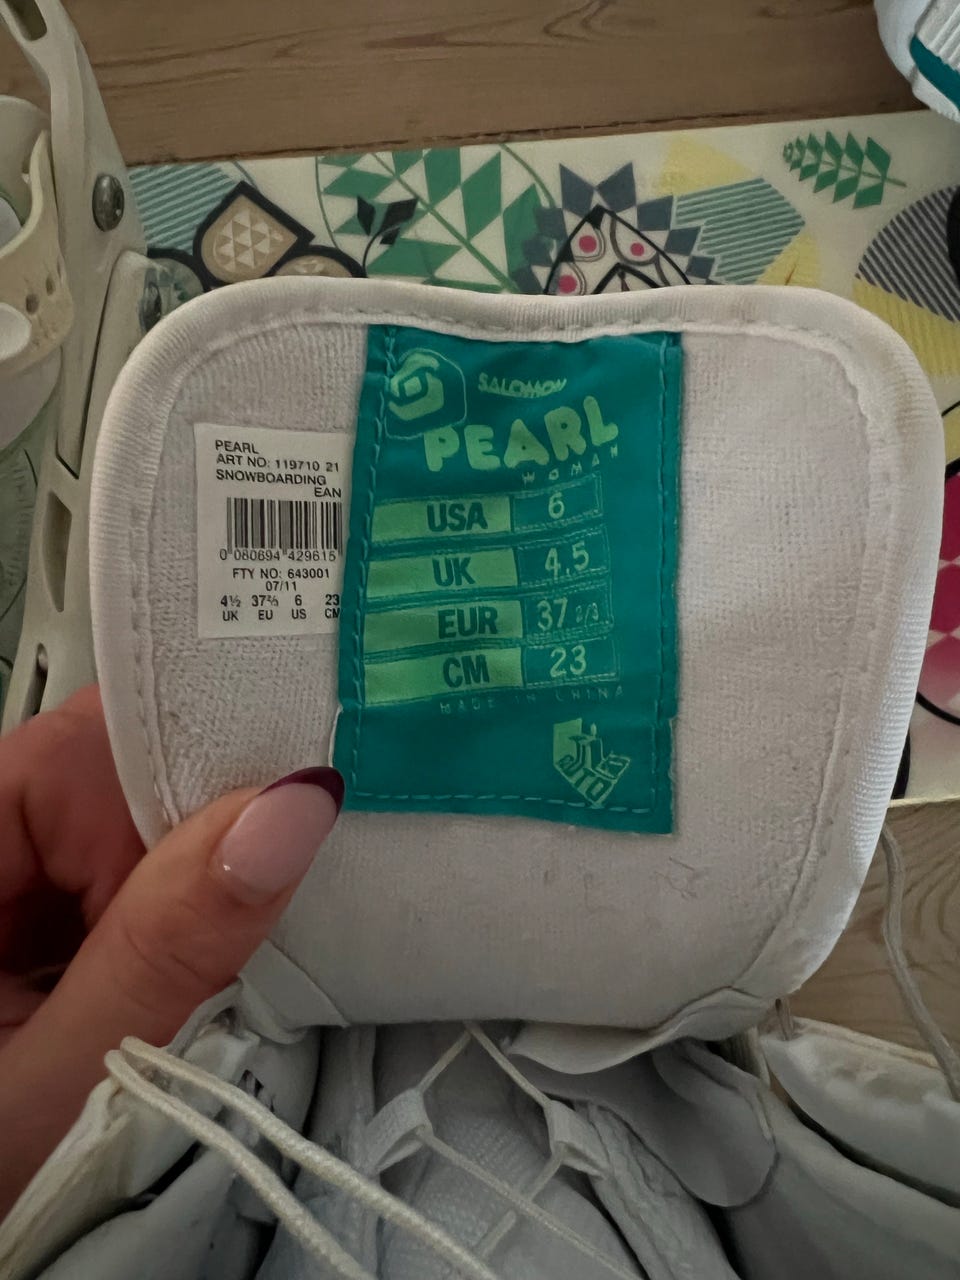 PEARL
ART NO: 119710 21
SNOWBOARDING
EAN
0 080694 429615
FTY NO: 643001
07/11
4½ 37⅔ 6 23
UK EU US CM
SALOMON
PEARL
WOMAN
USA 6
UK 4.5
EUR 37 2/3
CM 23
MADE IN CHINA
AUTO